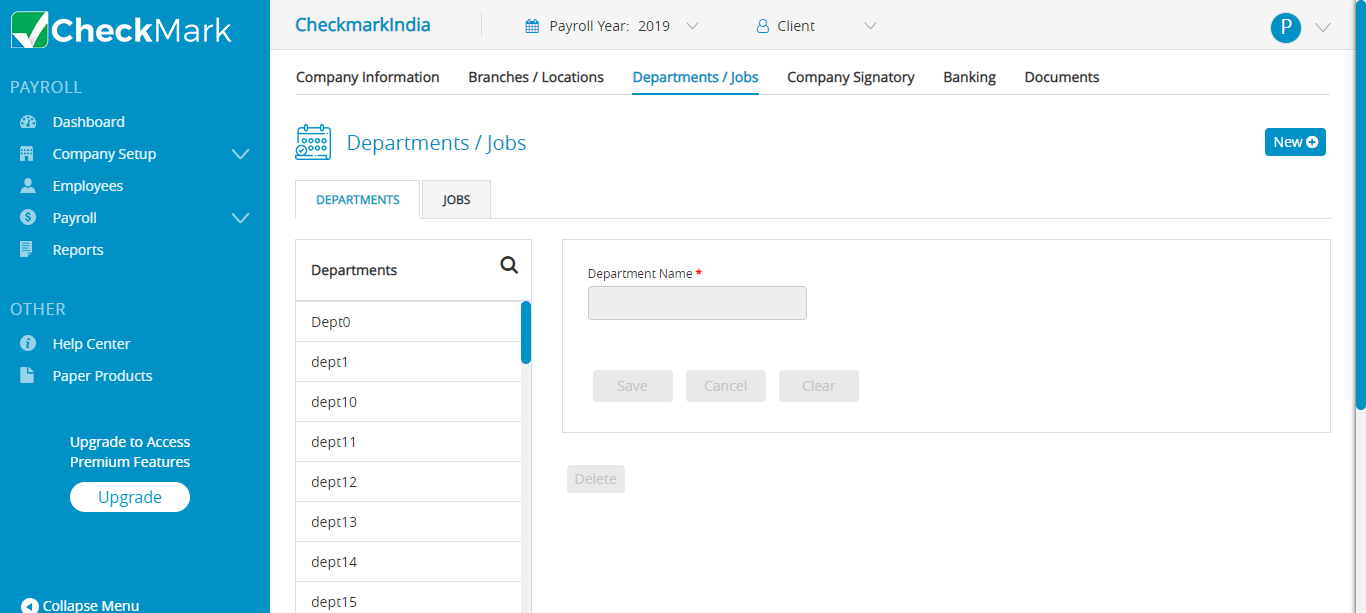 CheckMark
CheckmarkIndia
Payroll Year: 2019
Client
P
PAYROLL
Dashboard
Company Setup
Employees
Payroll
Reports
OTHER
Help Center
Paper Products
Upgrade to Access
Premium Features
Upgrade
Collapse Menu
Company Information Branches / Locations Departments / Jobs Company Signatory Banking Documents
Departments / Jobs
New
DEPARTMENTS JOBS
Departments
Dept0
dept1
dept10
dept11
dept12
dept13
dept14
dept15
Department Name *
Save Cancel Clear
Delete